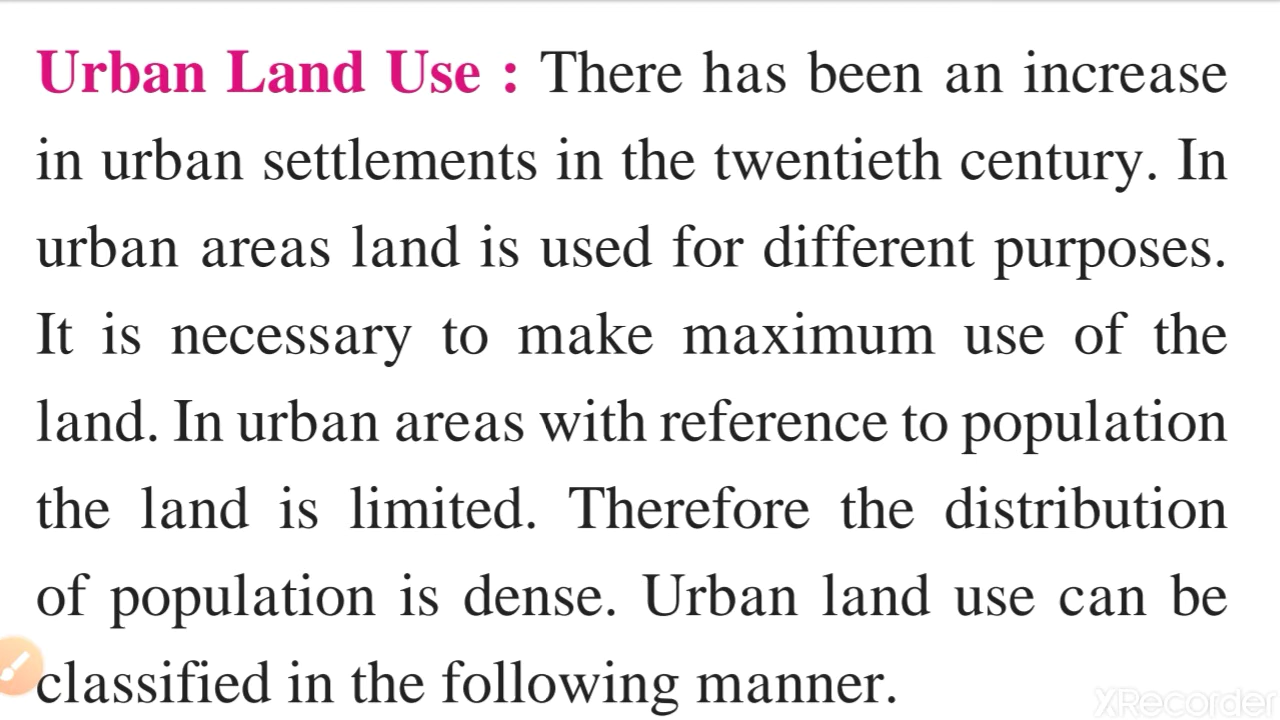 Urban Land Use : There has been an increase
in urban settlements in the twentieth century. In
urban areas land is used for different purposes.
It is necessary to make maximum use of the
land. In urban areas with reference to population
the land is limited. Therefore the distribution
of population is dense. Urban land use can be
classified in the following manner.
XRecorder